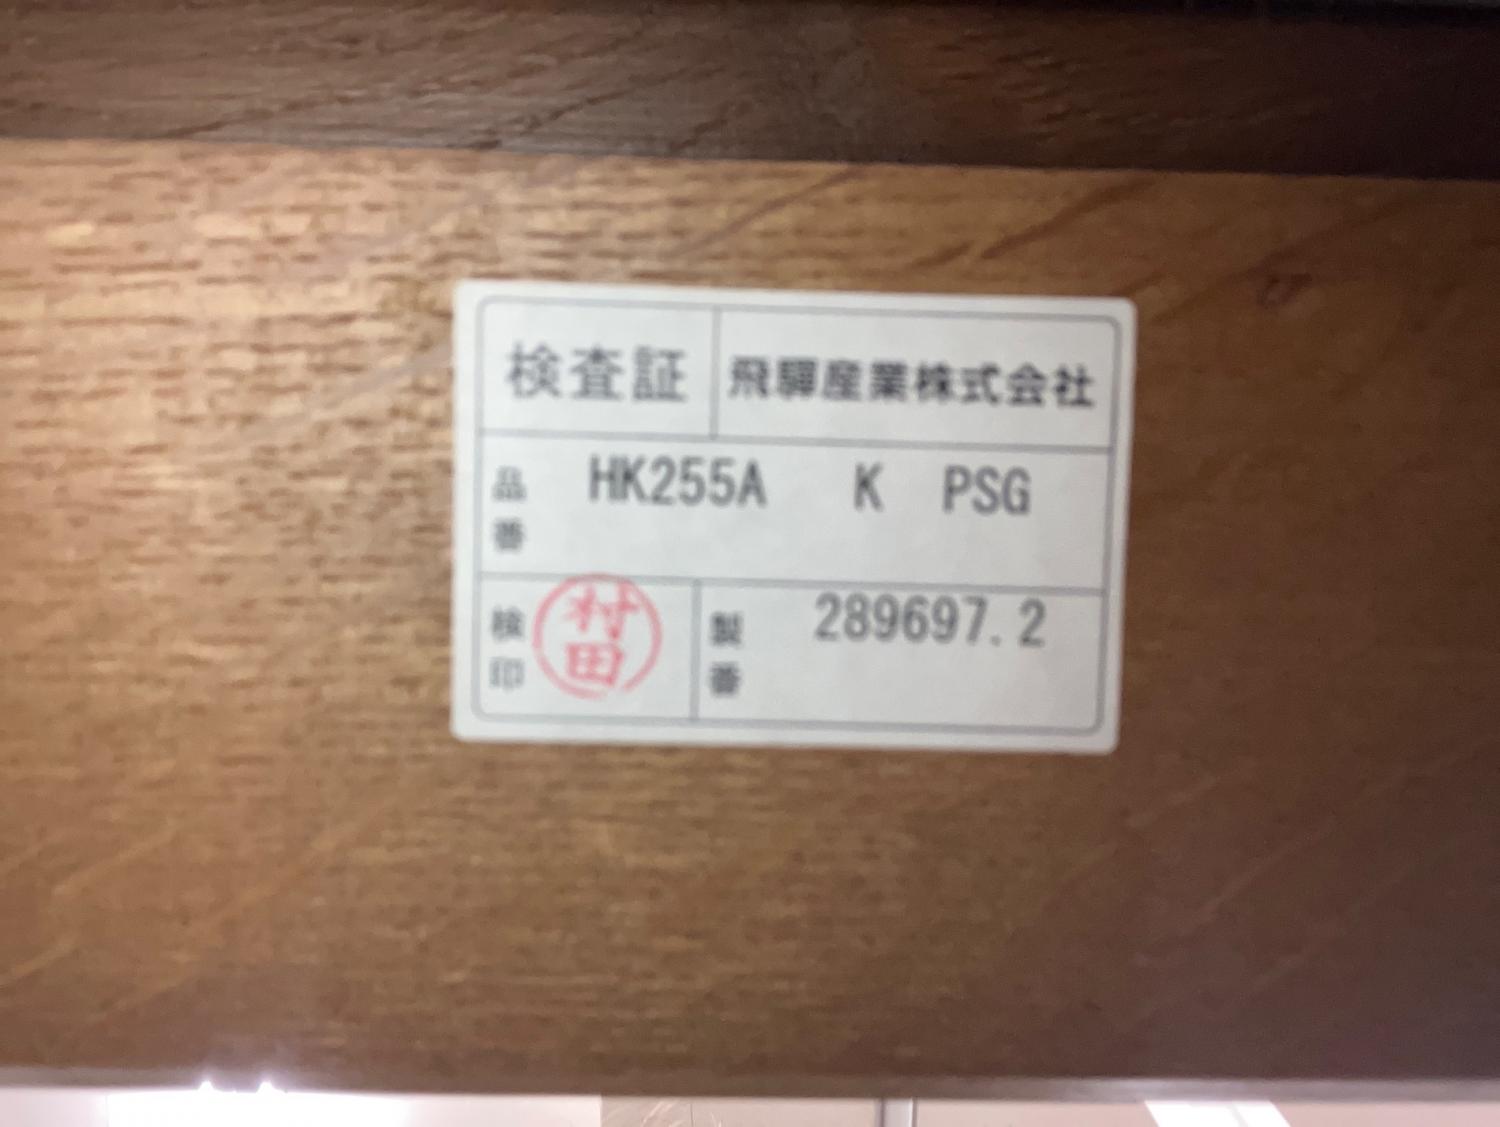 検査証 飛驒産業株式会社
品番 HK255A K PSG
検印 村田 製番 289697.2